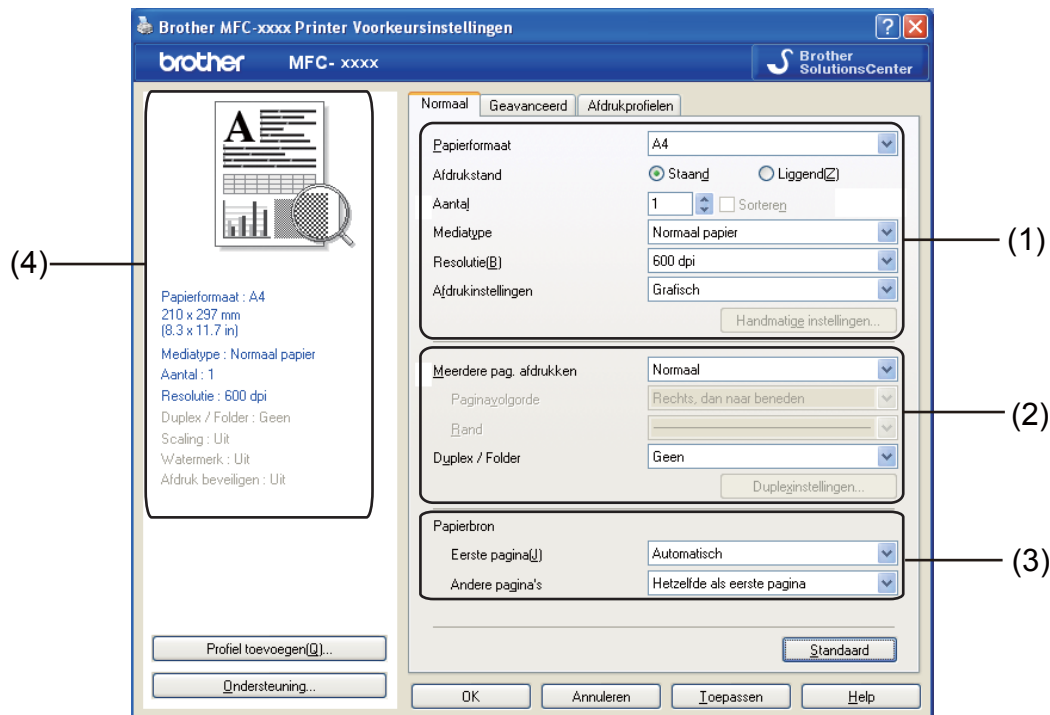 Brother MFC-xxxx Printer Voorkeursinstellingen
brother MFC- xxxx
Brother
SolutionsCenter
(4)
A
Papierformaat : A4
210 x 297 mm
(8.3 x 11.7 in)
Mediatype : Normaal papier
Aantal : 1
Resolutie : 600 dpi
Duplex / Folder : Geen
Scaling : Uit
Watermerk : Uit
Afdruk beveiligen : Uit
Profiel toevoegen(Q)...
Ondersteuning...
Normaal Geavanceerd Afdrukprofielen
Papierformaat A4
Afdrukstand Staand Liggend(Z)
Aantal 1 Sorteren
Mediatype Normaal papier
Resolutie(B) 600 dpi
Afdrukinstellingen Grafisch
Handmatige instellingen...
(1)
Meerdere pag. afdrukken Normaal
Paginavolgorde Rechts, dan naar beneden
Rand
Duplex / Folder Geen
Duplexinstellingen...
(2)
Papierbron
Eerste pagina(J) Automatisch
Andere pagina's Hetzelfde als eerste pagina
(3)
Standaard
OK Annuleren Toepassen Help